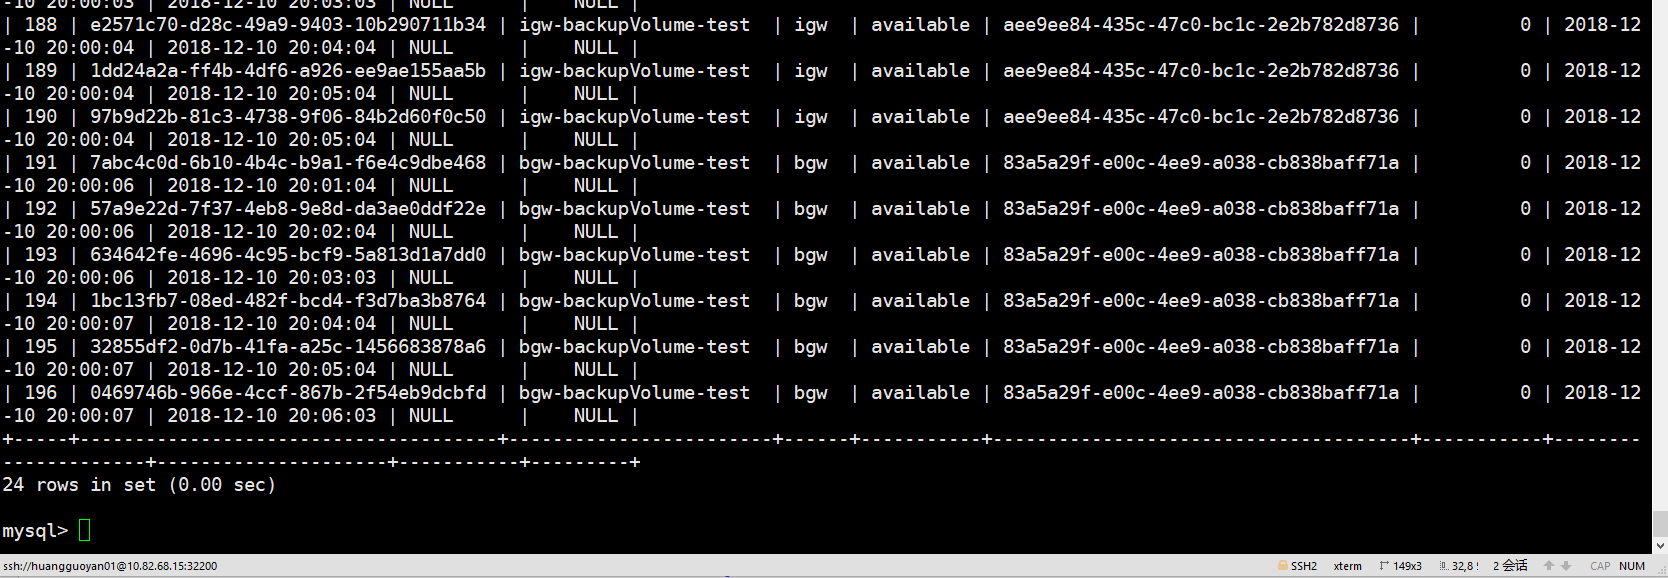 -10 20:00:03 | 2018-12-10 20:03:03 | NULL      |    NULL |
| 188 | e2571c70-d28c-49a9-9403-10b290711b34 | igw-backupVolume-test  | igw  | available | aee9ee84-435c-47c0-bc1c-2e2b782d8736 |         0 | 2018-12
-10 20:00:04 | 2018-12-10 20:04:04 | NULL      |    NULL |
| 189 | 1dd24a2a-ff4b-4df6-a926-ee9ae155aa5b | igw-backupVolume-test  | igw  | available | aee9ee84-435c-47c0-bc1c-2e2b782d8736 |         0 | 2018-12
-10 20:00:04 | 2018-12-10 20:05:04 | NULL      |    NULL |
| 190 | 97b9d22b-81c3-4738-9f06-84b2d60f0c50 | igw-backupVolume-test  | igw  | available | aee9ee84-435c-47c0-bc1c-2e2b782d8736 |         0 | 2018-12
-10 20:00:04 | 2018-12-10 20:05:04 | NULL      |    NULL |
| 191 | 7abc4c0d-6b10-4b4c-b9a1-f6e4c9dbe468 | bgw-backupVolume-test  | bgw  | available | 83a5a29f-e00c-4ee9-a038-cb838baff71a |         0 | 2018-12
-10 20:00:06 | 2018-12-10 20:01:04 | NULL      |    NULL |
| 192 | 57a9e22d-7f37-4eb8-9e8d-da3ae0ddf22e | bgw-backupVolume-test  | bgw  | available | 83a5a29f-e00c-4ee9-a038-cb838baff71a |         0 | 2018-12
-10 20:00:06 | 2018-12-10 20:02:04 | NULL      |    NULL |
| 193 | 634642fe-4696-4c95-bcf9-5a813d1a7dd0 | bgw-backupVolume-test  | bgw  | available | 83a5a29f-e00c-4ee9-a038-cb838baff71a |         0 | 2018-12
-10 20:00:06 | 2018-12-10 20:03:03 | NULL      |    NULL |
| 194 | 1bc13fb7-08ed-482f-bcd4-f3d7ba3b8764 | bgw-backupVolume-test  | bgw  | available | 83a5a29f-e00c-4ee9-a038-cb838baff71a |         0 | 2018-12
-10 20:00:07 | 2018-12-10 20:04:04 | NULL      |    NULL |
| 195 | 32855df2-0d7b-41fa-a25c-1456683878a6 | bgw-backupVolume-test  | bgw  | available | 83a5a29f-e00c-4ee9-a038-cb838baff71a |         0 | 2018-12
-10 20:00:07 | 2018-12-10 20:05:04 | NULL      |    NULL |
| 196 | 0469746b-966e-4ccf-867b-2f54eb9dcbfd | bgw-backupVolume-test  | bgw  | available | 83a5a29f-e00c-4ee9-a038-cb838baff71a |         0 | 2018-12
-10 20:00:07 | 2018-12-10 20:06:03 | NULL      |    NULL |
+-----+--------------------------------------+------------------------+------+-----------+--------------------------------------+-----------+--------
-------------+---------------------+-----------+---------+
24 rows in set (0.00 sec)
mysql>
ssh://huangguoyan01@10.82.68.15:32200 SSH2 xterm 149x3 32,8 2 会话 CAP NUM